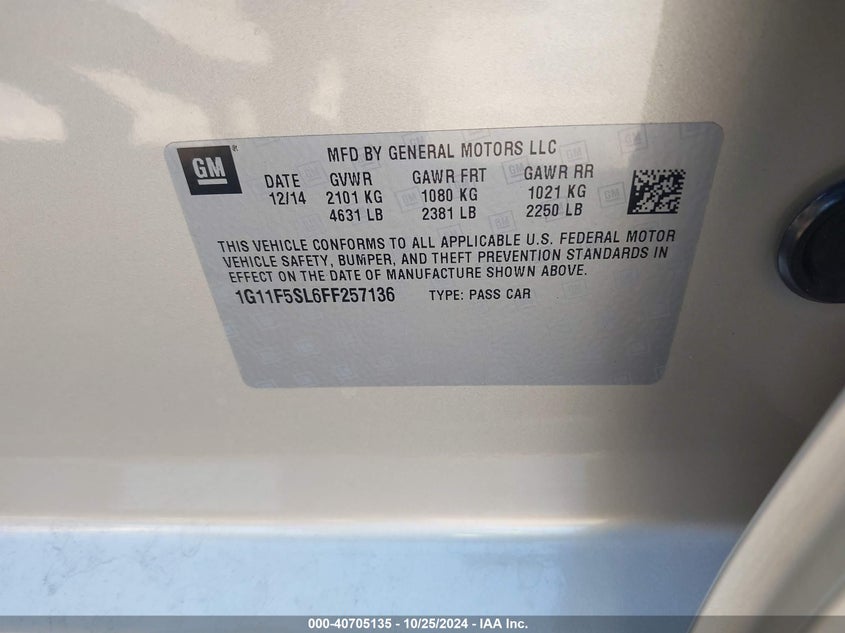 GM
MFD BY GENERAL MOTORS LLC
DATE GVWR GAWR FRT GAWR RR
12/14 2101 KG 1080 KG 1021 KG
4631 LB 2381 LB 2250 LB
THIS VEHICLE CONFORMS TO ALL APPLICABLE U.S. FEDERAL MOTOR
VEHICLE SAFETY, BUMPER, AND THEFT PREVENTION STANDARDS IN
EFFECT ON THE DATE OF MANUFACTURE SHOWN ABOVE.
1G11F5SL6FF257136 TYPE: PASS CAR
000-40705135 - 10/25/2024 - IAA Inc.